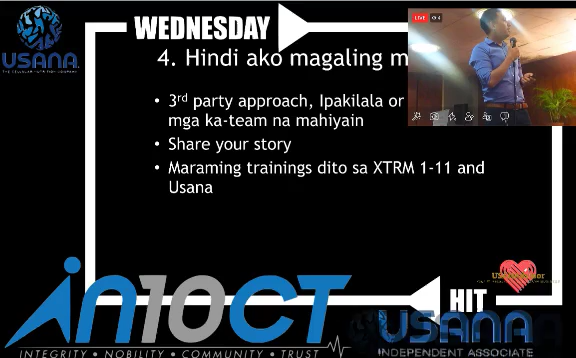 WEDNESDAY
LIVE 4
USANA
THE CELLULAR NUTRITION COMPANY
4. Hindi ako magaling m
3rd party approach, Ipakilala or
mga ka-team na mahiyain
Share your story
Maraming trainings dito sa XTRM 1-11 and
Usana
in10CT
INTEGRITY • NOBILITY • COMMUNITY • TRUST
HIT
USANA
INDEPENDENT ASSOCIATE